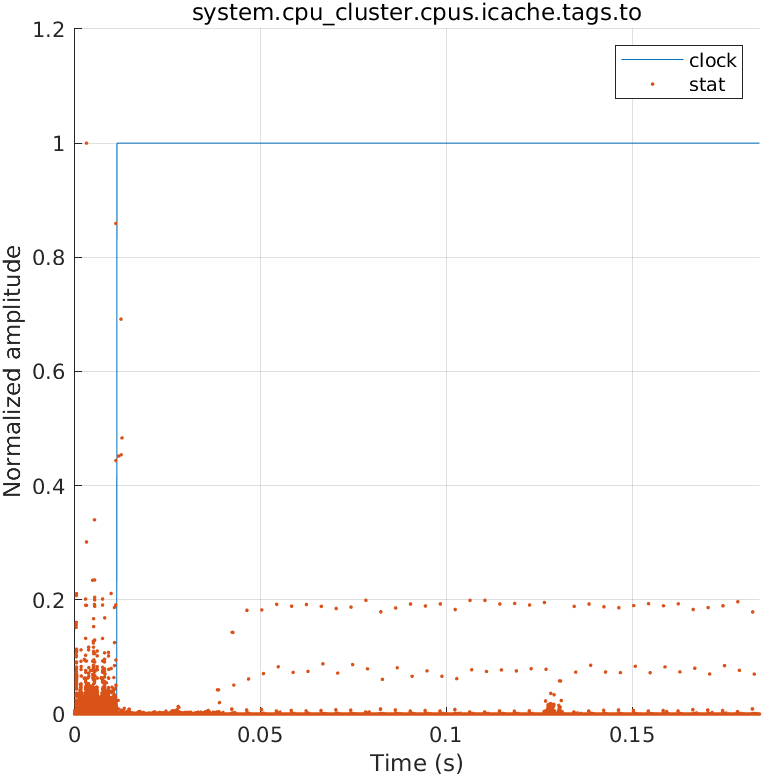 system.cpu_cluster.cpus.icache.tags.to
1.2
clock
stat
1
0.8
0.6
0.4
0.2
0
Normalized amplitude
0
0.05
0.1
0.15
Time (s)